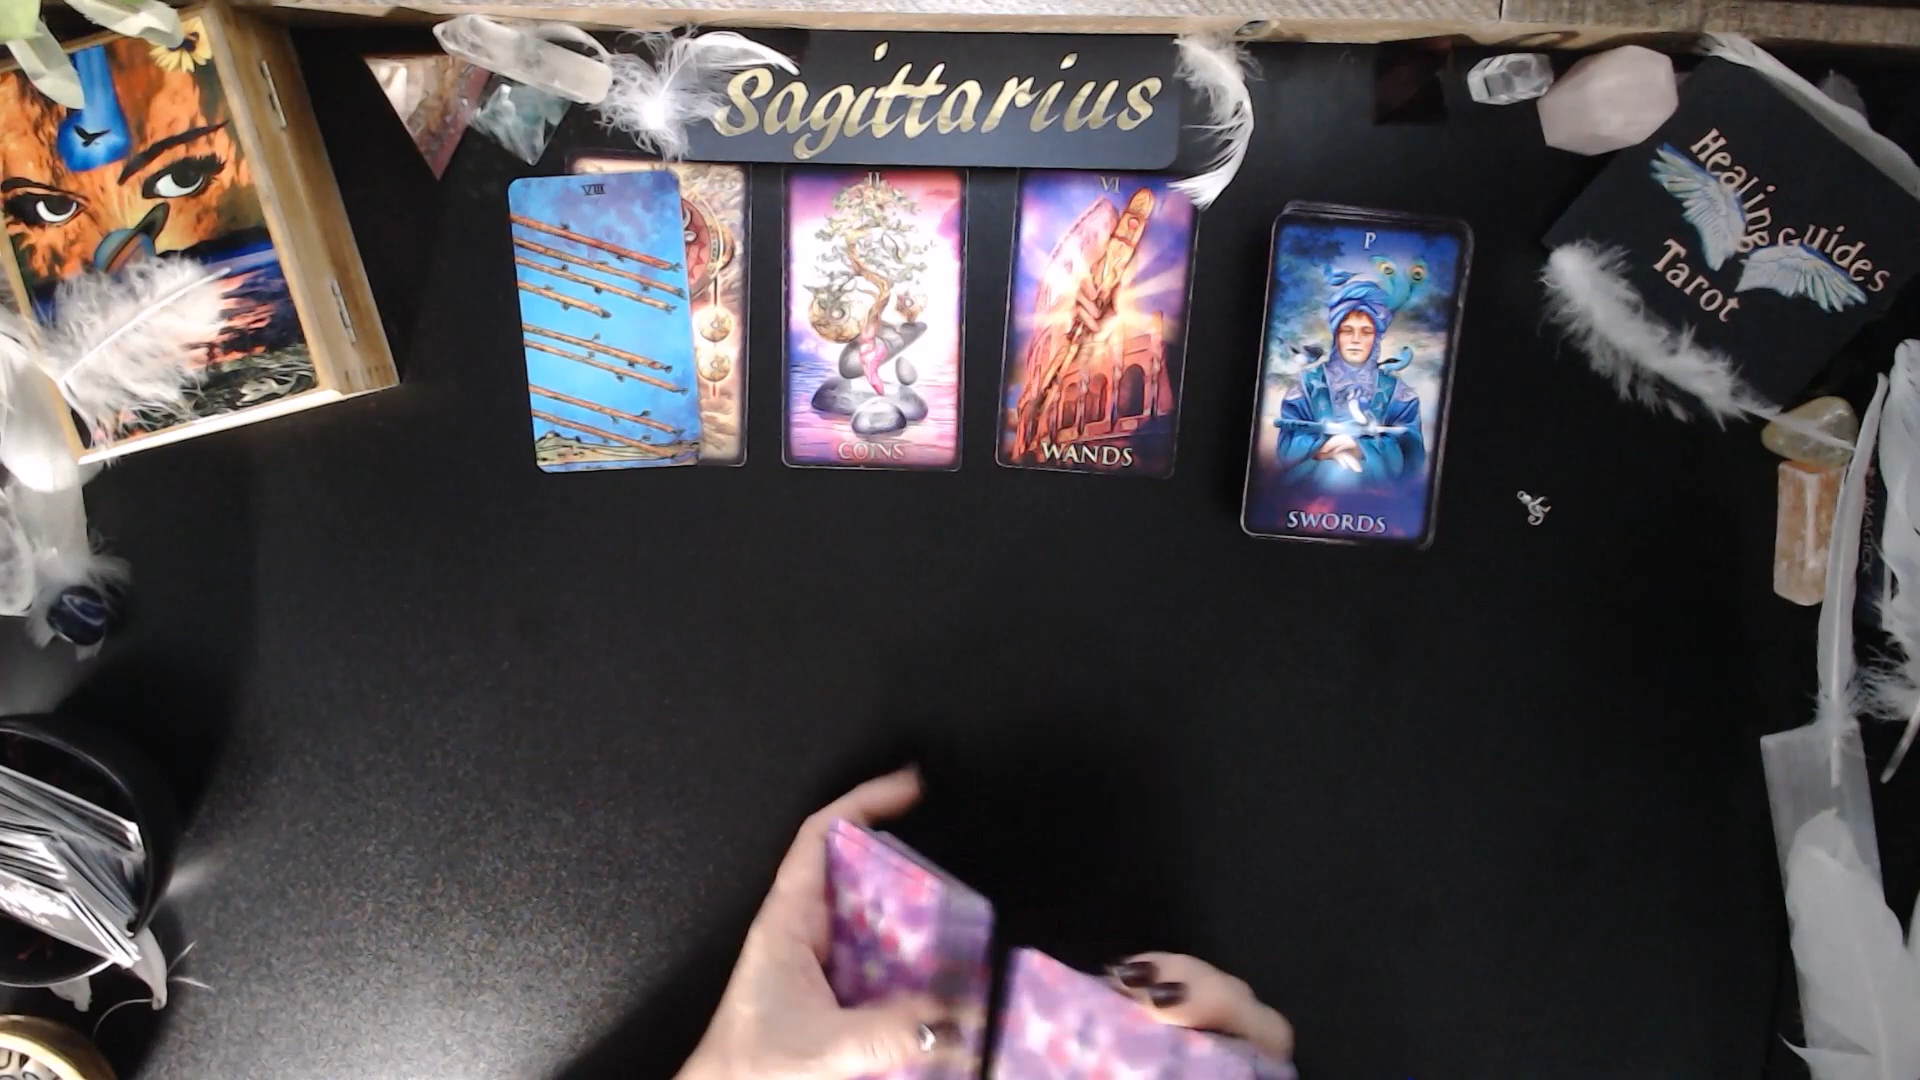 Sagittarius
VIII
II
COINS
VI
WANDS
P
SWORDS
Healing
Guides
Tarot